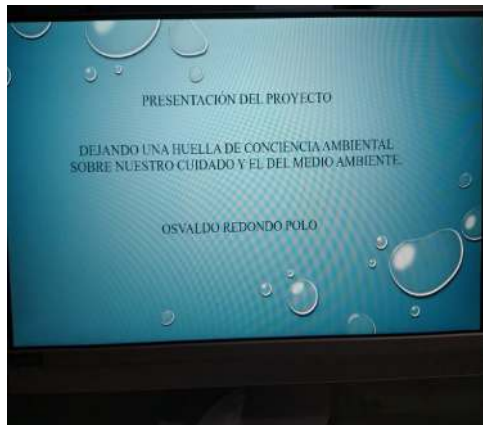 PRESENTACIÓN DEL PROYECTO
DEJANDO UNA HUELLA DE CONCIENCIA AMBIENTAL
SOBRE NUESTRO CUIDADO Y EL DEL MEDIO AMBIENTE.
OSVALDO REDONDO POLO